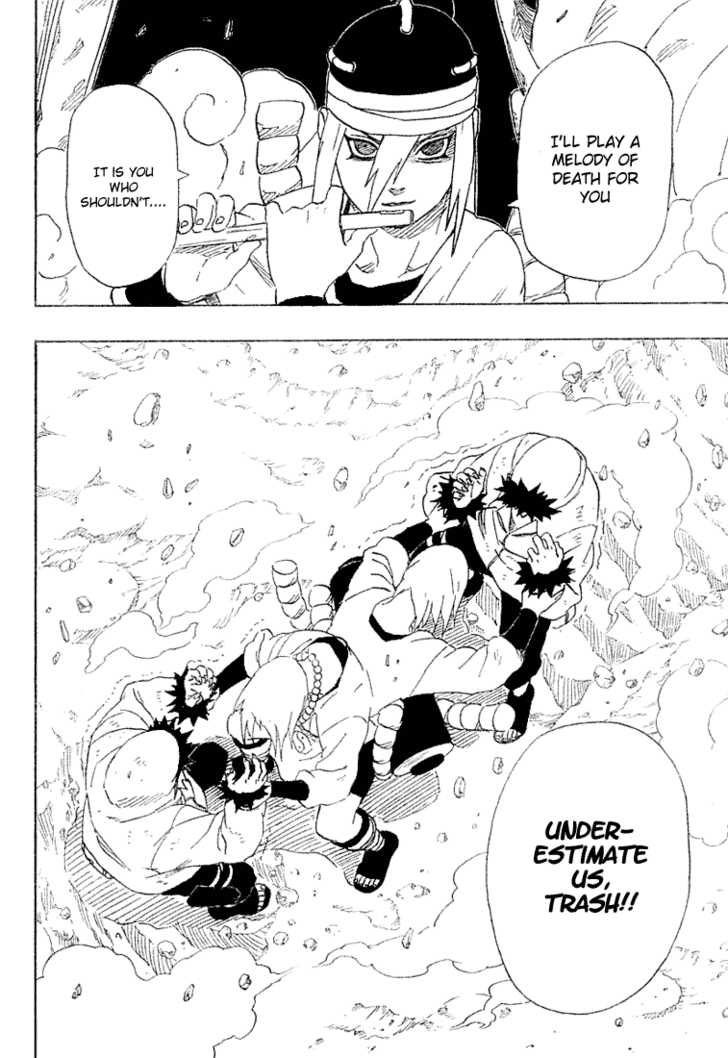 I'LL PLAY A
MELODY OF
DEATH FOR
YOU
IT IS YOU
WHO
SHOULDN'T....
UNDER-
ESTIMATE
US,
TRASH!!